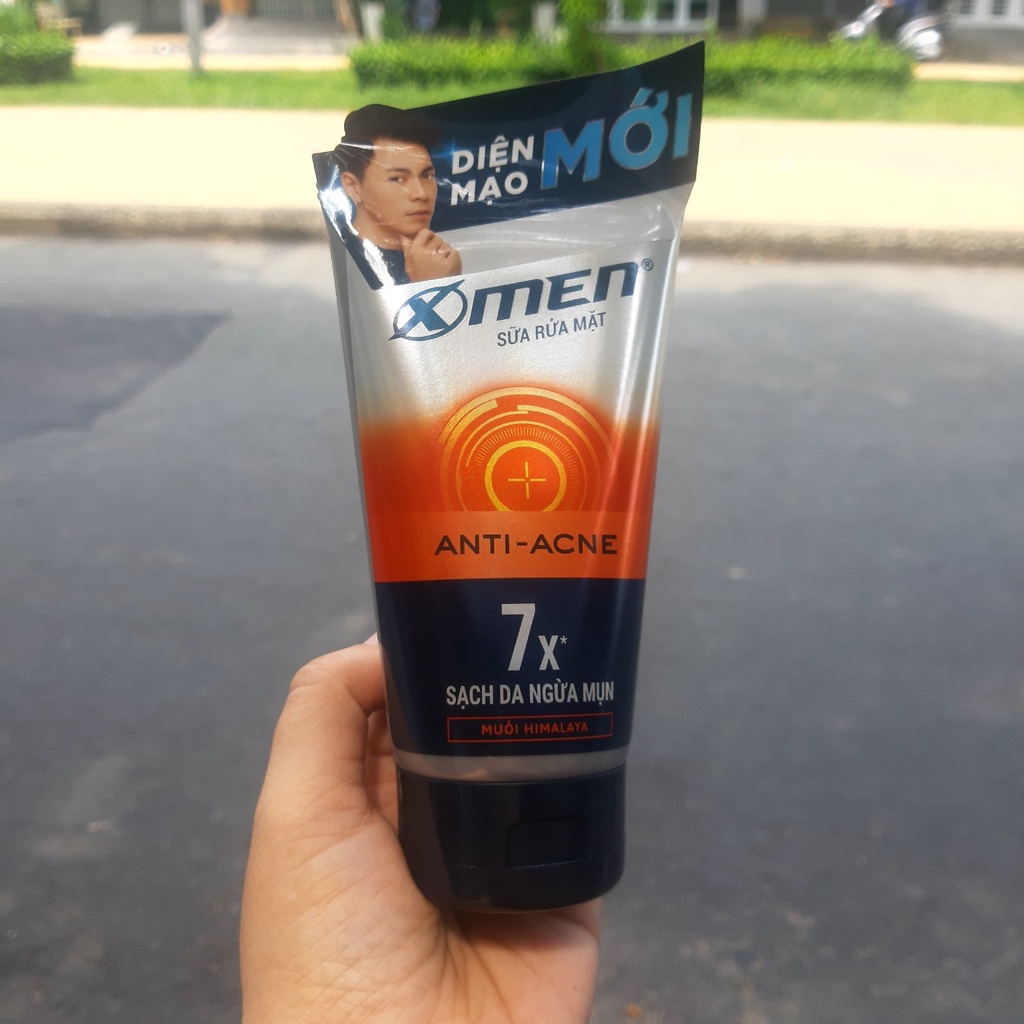 DIỆN MỚI
MẠO
XMEN®
SỮA RỬA MẶT
ANTI-ACNE
7x*
SẠCH DA NGỪA MỤN
MUỐI HIMALAYA